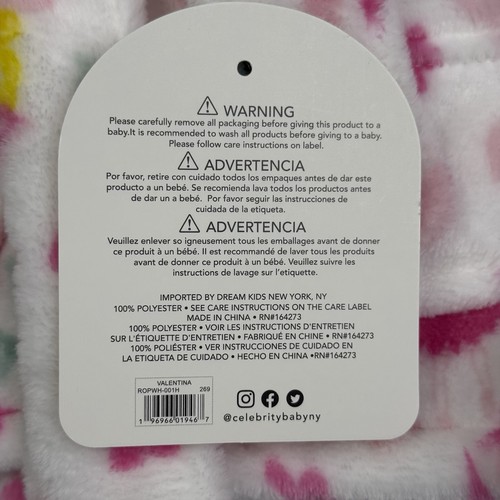 WARNING
Please carefully remove all packaging before giving this product to a
baby.It is recommended to wash all products before giving to a baby.
Please follow care instructions on label.
ADVERTENCIA
Por favor, retire con cuidado todos los empaques antes de dar este
producto a un bebé. Se recomienda lava todos los productos antes
de dar un a bebé. Por favor seguir las instrucciones de
cuidada de la etiqueta.
ADVERTENCIA
Veuillez enlever so igneusement tous les emballages avant de donner
ce produit à un bébé. Il est recommandé de laver tous les produits
avant de donner ce produit à un bébé. Veuillez suivre les
instructions de lavage sur l'etiquette.
IMPORTED BY DREAM KIDS NEW YORK, NY
100% POLYESTER • SEE CARE INSTRUCTIONS ON THE CARE LABEL
MADE IN CHINA • RN#164273
100% POLYESTER • VOIR LES INSTRUCTIONS D'ENTRETIEN
SUR L'ÉTIQUETTE D'ENTRETIEN • FABRIQUÉ EN CHINE • RN#164273
100% POLIÉSTER • VER INSTRUCCIONES DE CUIDADO EN
LA ETIQUETA DE CUIDADO • HECHO EN CHINA •RN#164273
VALENTINA
ROPWH-001H 269
1 96966 01946 7
@celebritybabyny